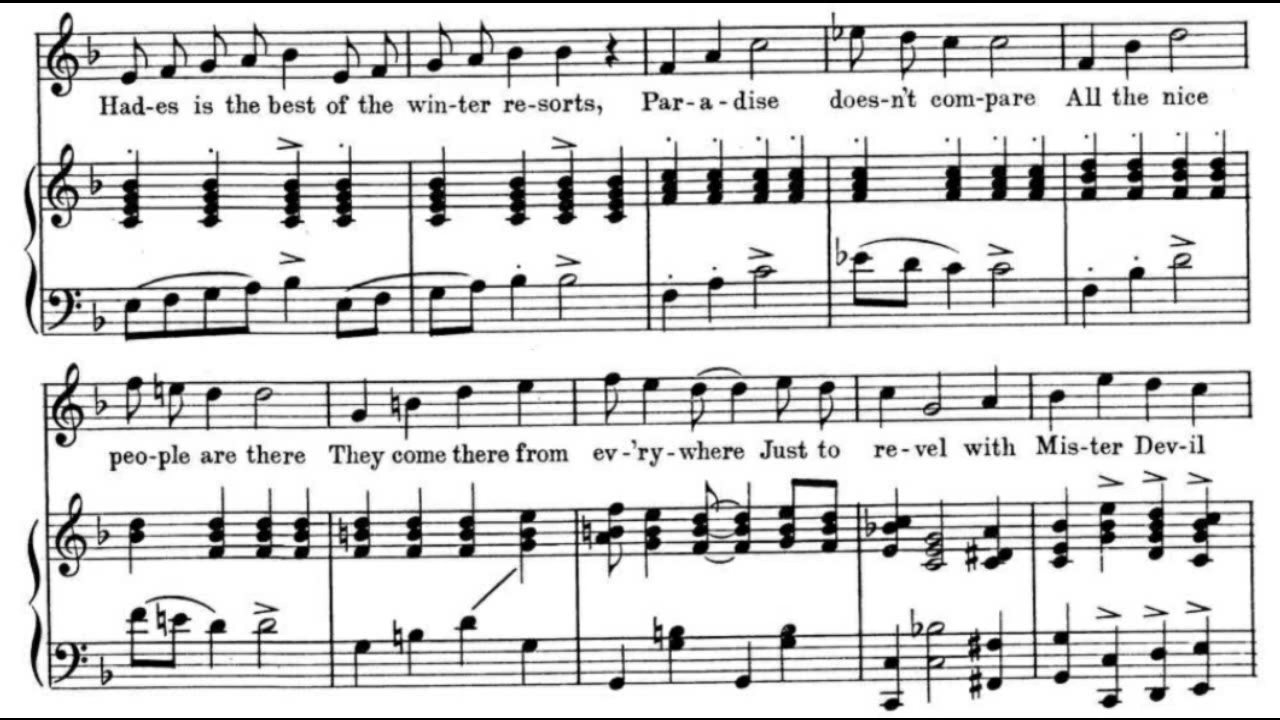 Had-es is the best of the win-ter re-sorts, Par-a-dise does-n't com-pare All the nice
peo-ple are there They come there from ev-'ry-where Just to re-vel with Mis-ter Dev-il